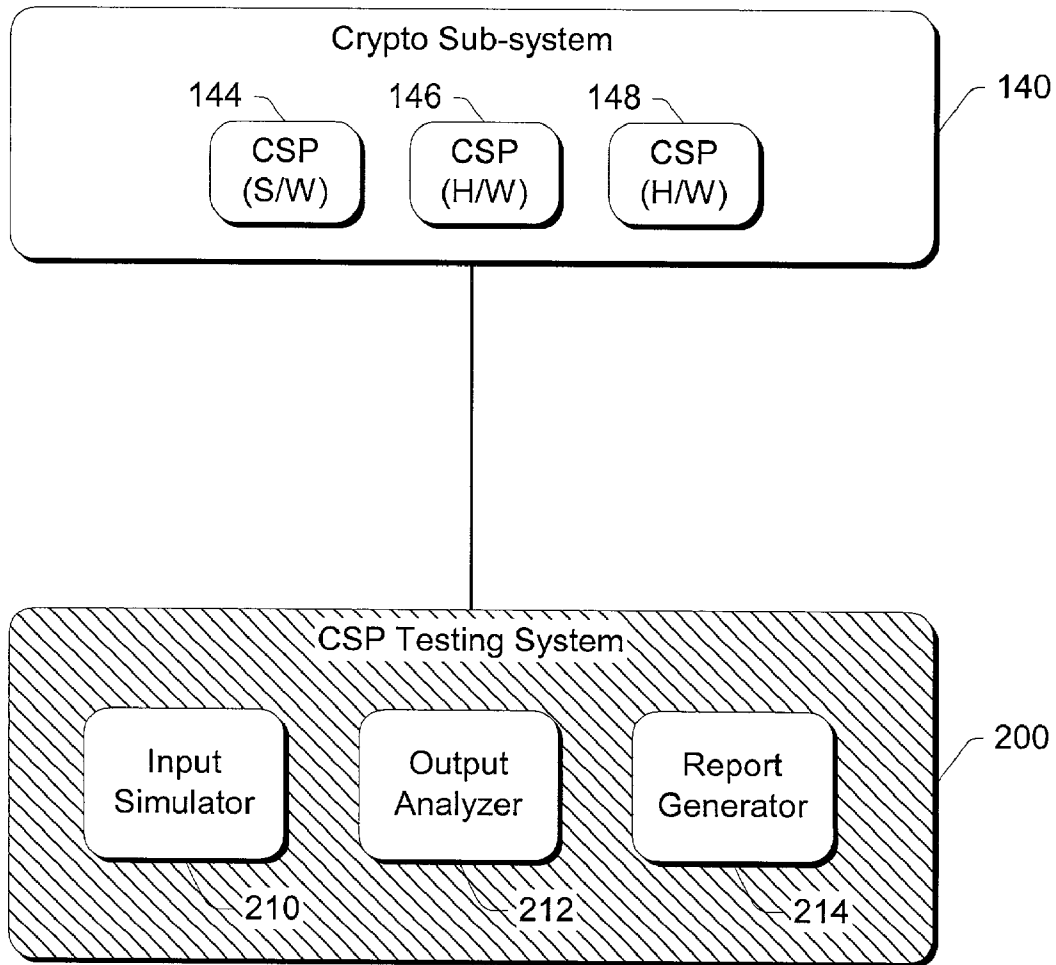 Crypto Sub-system
140
144
146
148
CSP
(S/W)
CSP
(H/W)
CSP
(H/W)
CSP Testing System
200
Input
Simulator
Output
Analyzer
Report
Generator
210
212
214